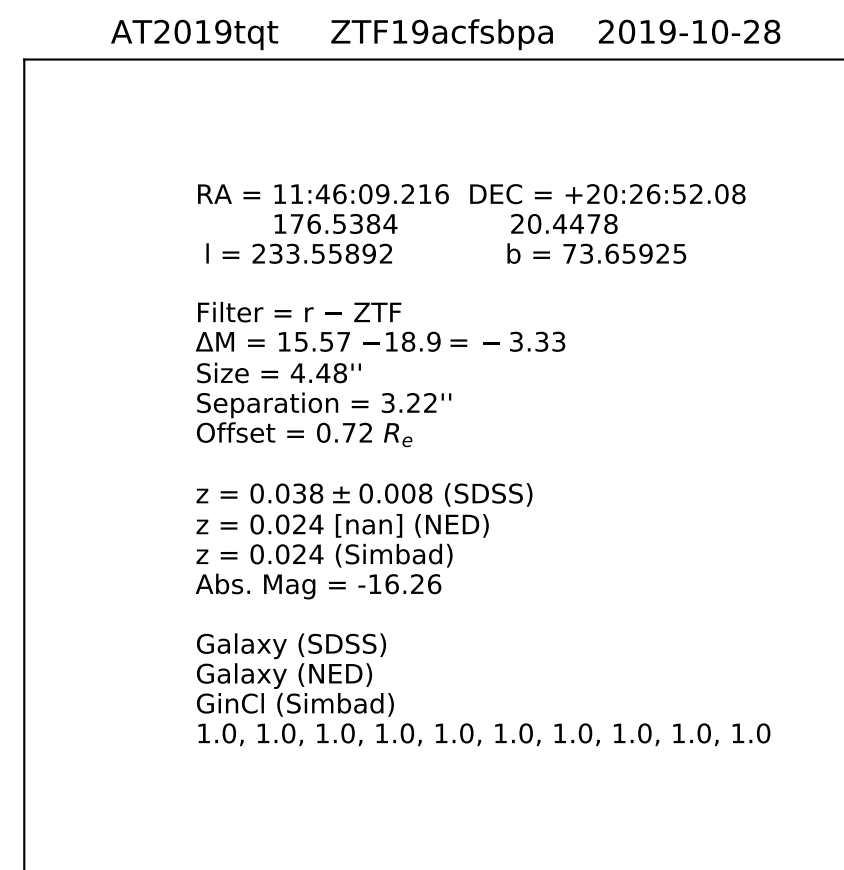 AT2019tqt ZTF19acfsbpa 2019-10-28
RA = 11:46:09.216 DEC = +20:26:52.08
176.5384 20.4478
l = 233.55892 b = 73.65925
Filter = r − ZTF
ΔM = 15.57 −18.9 = − 3.33
Size = 4.48''
Separation = 3.22''
Offset = 0.72 Rₑ
z = 0.038 ± 0.008 (SDSS)
z = 0.024 [nan] (NED)
z = 0.024 (Simbad)
Abs. Mag = -16.26
Galaxy (SDSS)
Galaxy (NED)
GinCl (Simbad)
1.0, 1.0, 1.0, 1.0, 1.0, 1.0, 1.0, 1.0, 1.0, 1.0